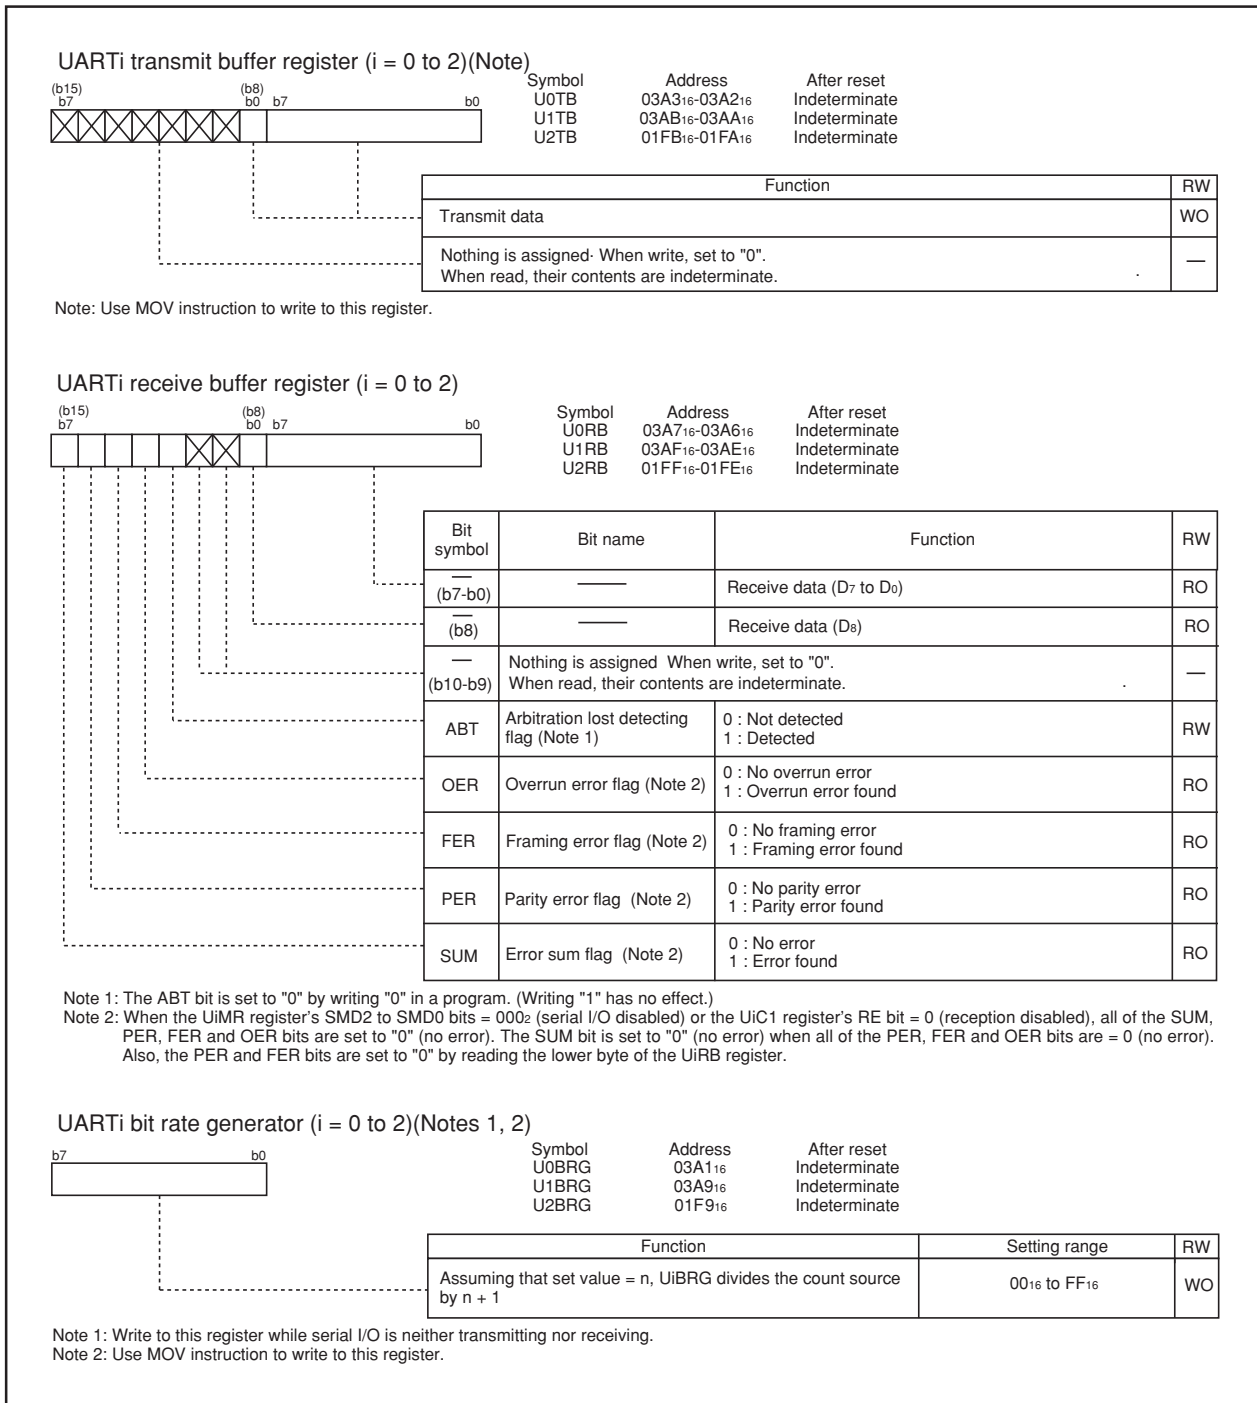 UARTi transmit buffer register (i = 0 to 2)(Note)
(b15) (b8)
b7 b0 b7 b0
Symbol Address After reset
U0TB 03A3₁₆-03A2₁₆ Indeterminate
U1TB 03AB₁₆-03AA₁₆ Indeterminate
U2TB 01FB₁₆-01FA₁₆ Indeterminate
Function RW
Transmit data WO
Nothing is assigned· When write, set to "0".
When read, their contents are indeterminate. . —
Note: Use MOV instruction to write to this register.
UARTi receive buffer register (i = 0 to 2)
(b15) (b8)
b7 b0 b7 b0
Symbol Address After reset
U0RB 03A7₁₆-03A6₁₆ Indeterminate
U1RB 03AF₁₆-03AE₁₆ Indeterminate
U2RB 01FF₁₆-01FE₁₆ Indeterminate
Bit
symbol Bit name Function RW
— (b7-b0) — Receive data (D₇ to D₀) RO
— (b8) — Receive data (D₈) RO
— (b10-b9) Nothing is assigned When write, set to "0".
When read, their contents are indeterminate. . —
ABT Arbitration lost detecting
flag (Note 1) 0 : Not detected
1 : Detected RW
OER Overrun error flag (Note 2) 0 : No overrun error
1 : Overrun error found RO
FER Framing error flag (Note 2) 0 : No framing error
1 : Framing error found RO
PER Parity error flag (Note 2) 0 : No parity error
1 : Parity error found RO
SUM Error sum flag (Note 2) 0 : No error
1 : Error found RO
Note 1: The ABT bit is set to "0" by writing "0" in a program. (Writing "1" has no effect.)
Note 2: When the UiMR register's SMD2 to SMD0 bits = 000₂ (serial I/O disabled) or the UiC1 register's RE bit = 0 (reception disabled), all of the SUM,
PER, FER and OER bits are set to "0" (no error). The SUM bit is set to "0" (no error) when all of the PER, FER and OER bits are = 0 (no error).
Also, the PER and FER bits are set to "0" by reading the lower byte of the UiRB register.
UARTi bit rate generator (i = 0 to 2)(Notes 1, 2)
b7 b0
Symbol Address After reset
U0BRG 03A1₁₆ Indeterminate
U1BRG 03A9₁₆ Indeterminate
U2BRG 01F9₁₆ Indeterminate
Function Setting range RW
Assuming that set value = n, UiBRG divides the count source
by n + 1 00₁₆ to FF₁₆ WO
Note 1: Write to this register while serial I/O is neither transmitting nor receiving.
Note 2: Use MOV instruction to write to this register.